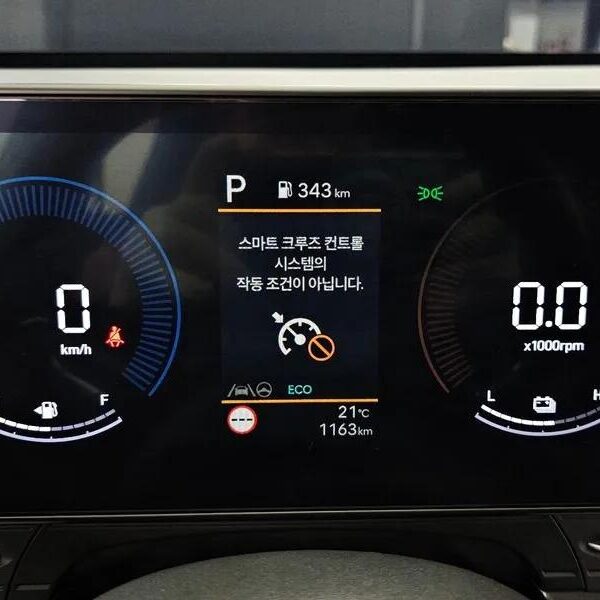 P 343 km
스마트 크루즈 컨트롤
시스템의
작동 조건이 아닙니다.
0
km/h
0.0
x1000rpm
F
L H
ECO
21°C
1163km